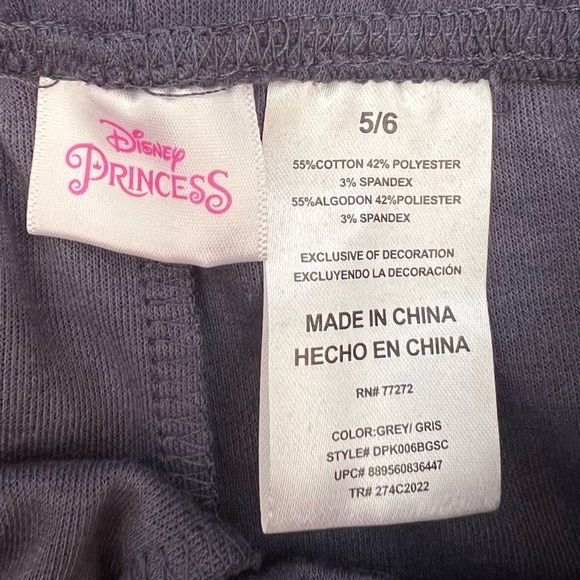 Disney
PRINCESS
5/6
55%COTTON 42% POLYESTER
3% SPANDEX
55%ALGODON 42%POLIESTER
3% SPANDEX
EXCLUSIVE OF DECORATION
EXCLUYENDO LA DECORACIÓN
MADE IN CHINA
HECHO EN CHINA
RN# 77272
COLOR:GREY/ GRIS
STYLE# DPK006BGSC
UPC# 889560836447
TR# 274C2022